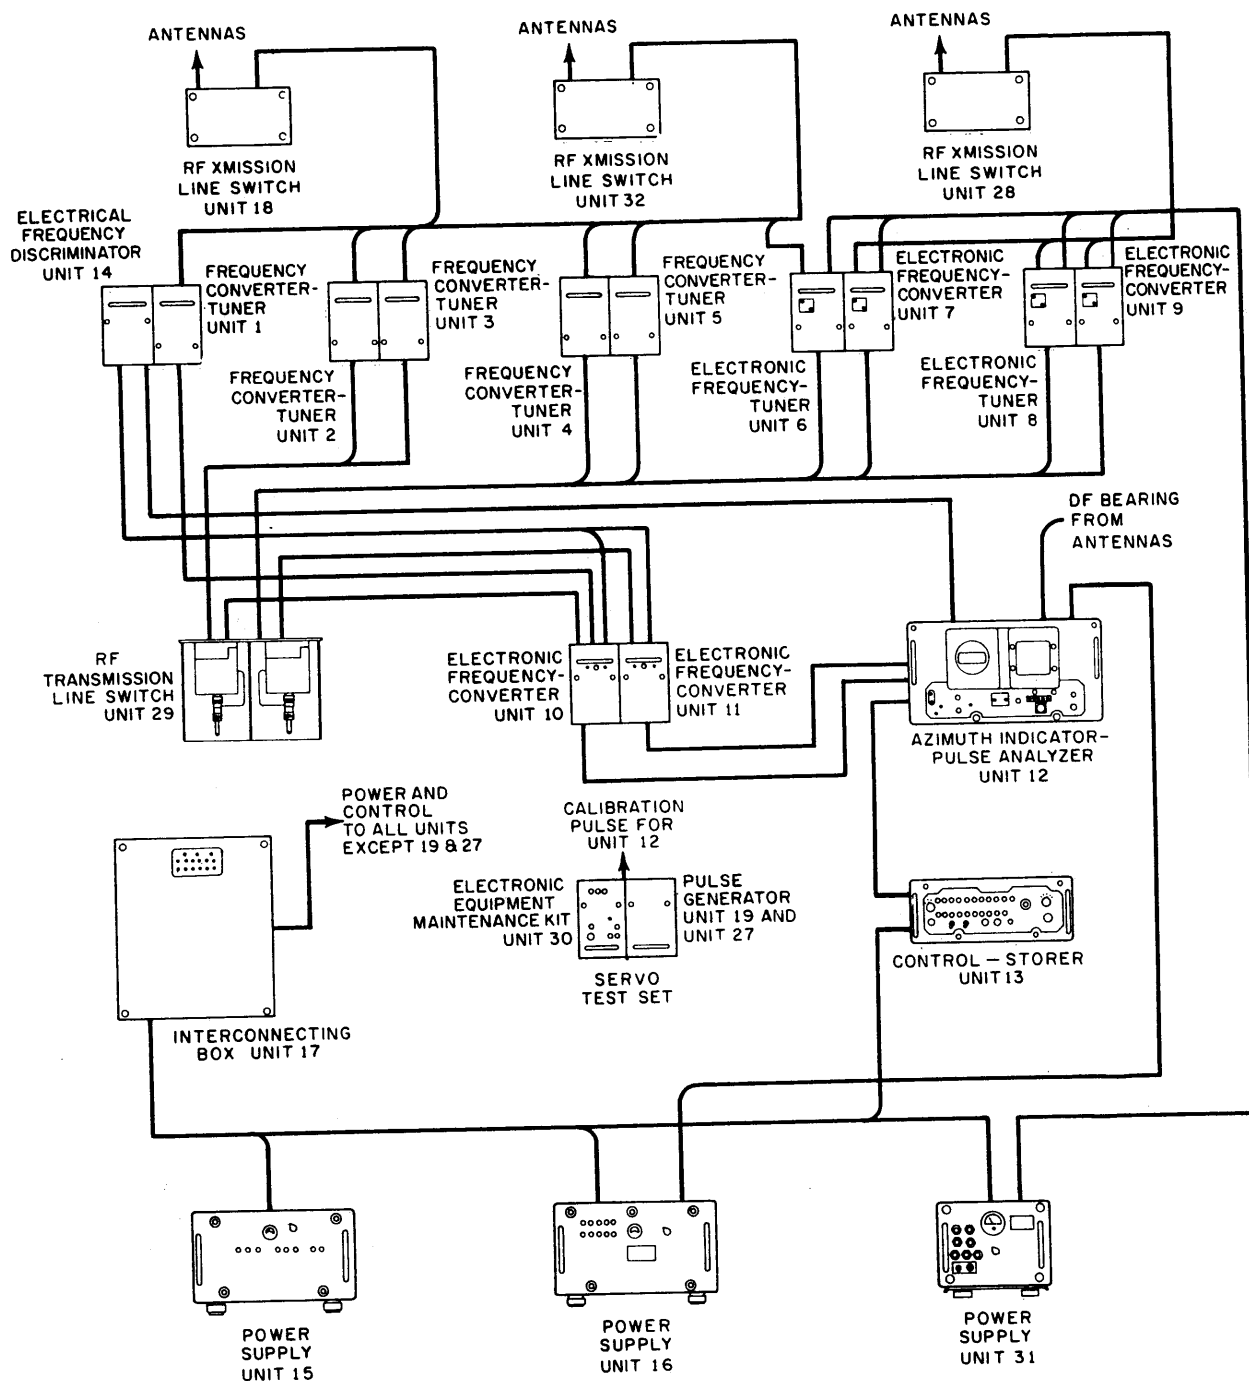 ANTENNAS
ANTENNAS
ANTENNAS
RF XMISSION
LINE SWITCH
UNIT 18
RF XMISSION
LINE SWITCH
UNIT 32
RF XMISSION
LINE SWITCH
UNIT 28
ELECTRICAL
FREQUENCY
DISCRIMINATOR
UNIT 14
FREQUENCY
CONVERTER-
TUNER
UNIT 1
FREQUENCY
CONVERTER-
TUNER
UNIT 3
FREQUENCY
CONVERTER-
TUNER
UNIT 5
ELECTRONIC
FREQUENCY-
CONVERTER
UNIT 7
ELECTRONIC
FREQUENCY-
CONVERTER
UNIT 9
FREQUENCY
CONVERTER-
TUNER
UNIT 2
FREQUENCY
CONVERTER-
TUNER
UNIT 4
ELECTRONIC
FREQUENCY-
TUNER
UNIT 6
ELECTRONIC
FREQUENCY-
TUNER
UNIT 8
DF BEARING
FROM
ANTENNAS
RF
TRANSMISSION
LINE SWITCH
UNIT 29
ELECTRONIC
FREQUENCY-
CONVERTER
UNIT 10
ELECTRONIC
FREQUENCY-
CONVERTER
UNIT 11
AZIMUTH INDICATOR-
PULSE ANALYZER
UNIT 12
POWER AND
CONTROL
TO ALL UNITS
EXCEPT 19 & 27
CALIBRATION
PULSE FOR
UNIT 12
ELECTRONIC
EQUIPMENT
MAINTENANCE KIT
UNIT 30
PULSE
GENERATOR
UNIT 19 AND
UNIT 27
SERVO
TEST SET
CONTROL - STORER
UNIT 13
INTERCONNECTING
BOX UNIT 17
POWER
SUPPLY
UNIT 15
POWER
SUPPLY
UNIT 16
POWER
SUPPLY
UNIT 31